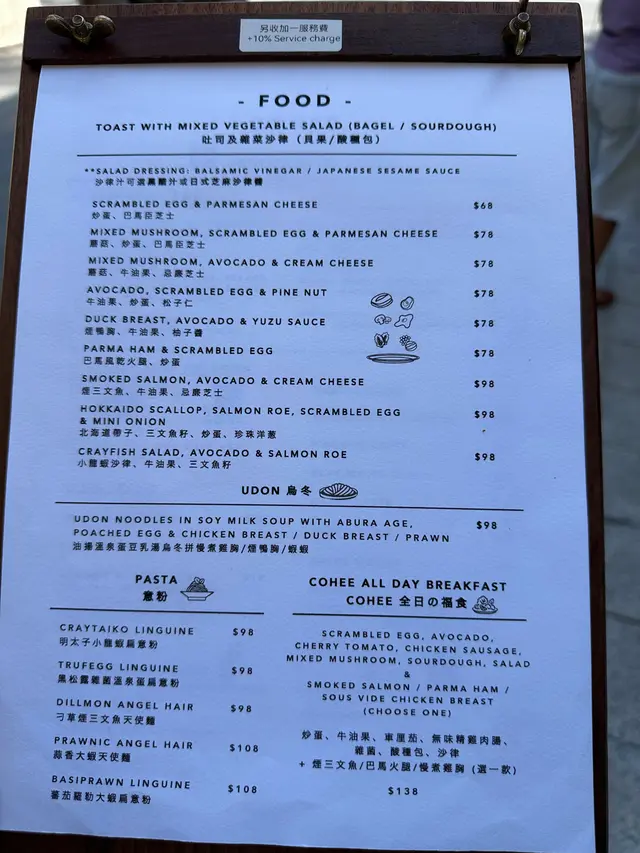 另收加一服務費
+10% Service charge
- FOOD -
TOAST WITH MIXED VEGETABLE SALAD (BAGEL / SOURDOUGH)
吐司及雜菜沙律（貝果/酸種包）
**SALAD DRESSING: BALSAMIC VINEGAR / JAPANESE SESAME SAUCE
沙律汁可選黑醋汁或日式芝麻沙律醬
SCRAMBLED EGG & PARMESAN CHEESE $68
炒蛋、巴馬臣芝士
MIXED MUSHROOM, SCRAMBLED EGG & PARMESAN CHEESE $78
蘑菇、炒蛋、巴馬臣芝士
MIXED MUSHROOM, AVOCADO & CREAM CHEESE $78
蘑菇、牛油果、忌廉芝士
AVOCADO, SCRAMBLED EGG & PINE NUT $78
牛油果、炒蛋、松子仁
DUCK BREAST, AVOCADO & YUZU SAUCE $78
煙鴨胸、牛油果、柚子醬
PARMA HAM & SCRAMBLED EGG $78
巴馬風乾火腿、炒蛋
SMOKED SALMON, AVOCADO & CREAM CHEESE $98
煙三文魚、牛油果、忌廉芝士
HOKKAIDO SCALLOP, SALMON ROE, SCRAMBLED EGG
& MINI ONION $98
北海道帶子、三文魚籽、炒蛋、珍珠洋蔥
CRAYFISH SALAD, AVOCADO & SALMON ROE $98
小龍蝦沙律、牛油果、三文魚籽
UDON 烏冬
UDON NOODLES IN SOY MILK SOUP WITH ABURA AGE, $98
POACHED EGG & CHICKEN BREAST / DUCK BREAST / PRAWN
油揚溫泉蛋豆乳湯烏冬拼慢煮雞胸/煙鴨胸/蝦蝦
PASTA
意粉
CRAYTAIKO LINGUINE $98
明太子小龍蝦扁意粉
TRUFEGG LINGUINE $98
黑松露雜菌溫泉蛋扁意粉
DILLMON ANGEL HAIR $98
刁草煙三文魚天使麵
PRAWNIC ANGEL HAIR $108
蒜香大蝦天使麵
BASIPRAWN LINGUINE $108
蕃茄羅勒大蝦扁意粉
COHEE ALL DAY BREAKFAST
COHEE 全日の福食
SCRAMBLED EGG, AVOCADO,
CHERRY TOMATO, CHICKEN SAUSAGE,
MIXED MUSHROOM, SOURDOUGH, SALAD
&
SMOKED SALMON / PARMA HAM /
SOUS VIDE CHICKEN BREAST
(CHOOSE ONE)
炒蛋、牛油果、車厘茄、無味精雞肉腸、
雜菌、酸種包、沙律
+ 煙三文魚/巴馬火腿/慢煮雞胸（選一款）
$138